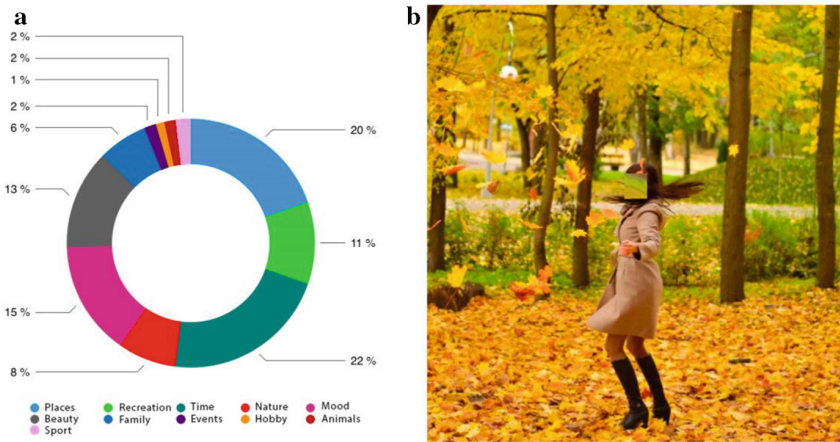 a
b
2 %
2 %
1 %
2 %
6 %
20 %
13 %
11 %
15 %
22 %
8 %
Places Recreation Time Nature Mood
Beauty Family Events Hobby Animals
Sport